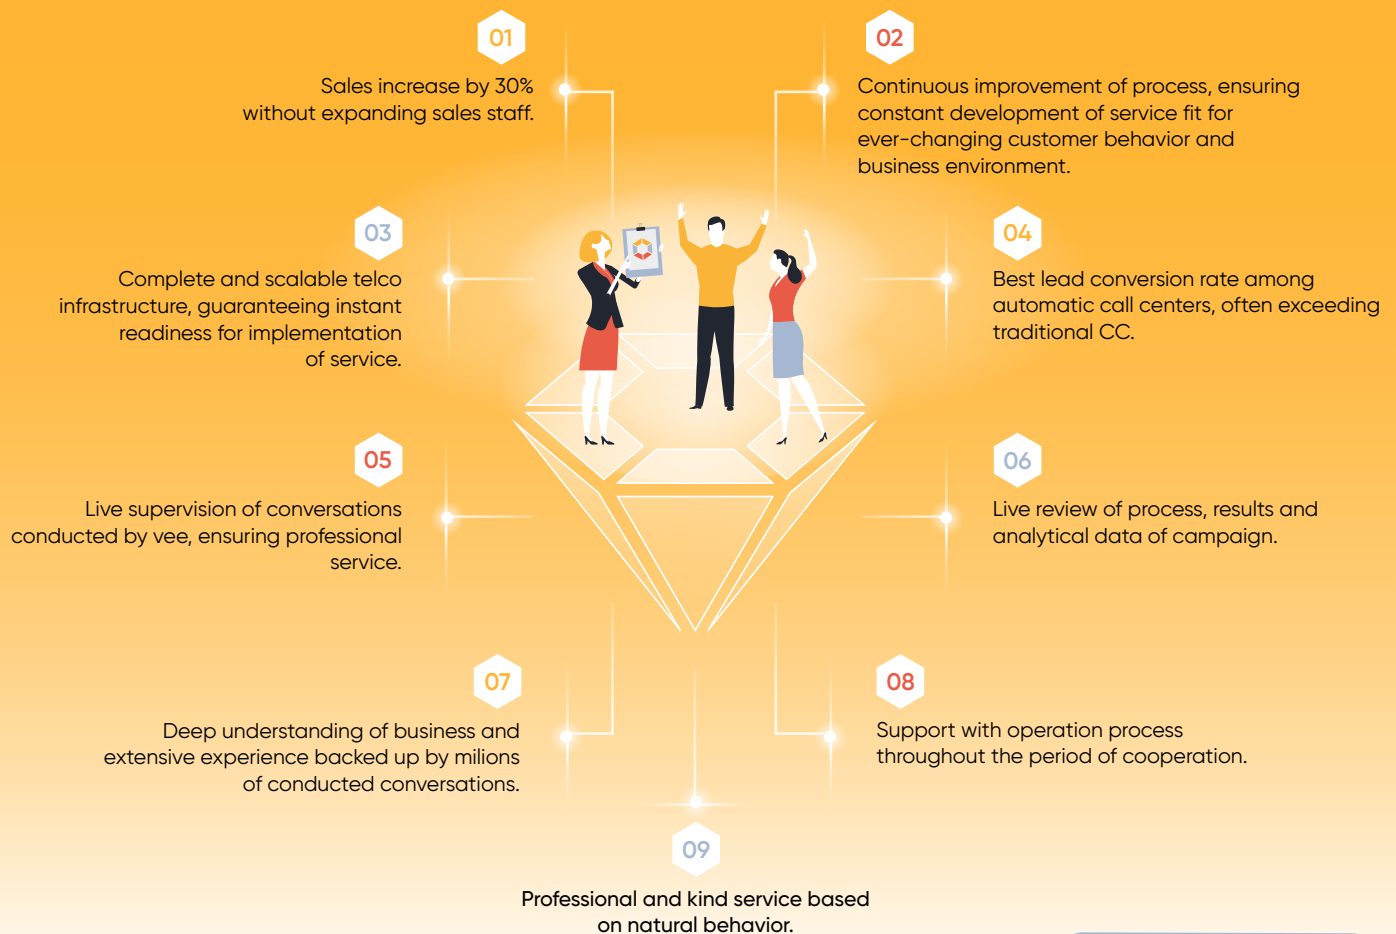 01
Sales increase by 30%
without expanding sales staff.
02
Continuous improvement of process, ensuring
constant development of service fit for
ever-changing customer behavior and
business environment.
03
Complete and scalable telco
infrastructure, guaranteeing instant
readiness for implementation
of service.
04
Best lead conversion rate among
automatic call centers, often exceeding
traditional CC.
05
Live supervision of conversations
conducted by vee, ensuring professional
service.
06
Live review of process, results and
analytical data of campaign.
07
Deep understanding of business and
extensive experience backed up by milions
of conducted conversations.
08
Support with operation process
throughout the period of cooperation.
09
Professional and kind service based
on natural behavior.